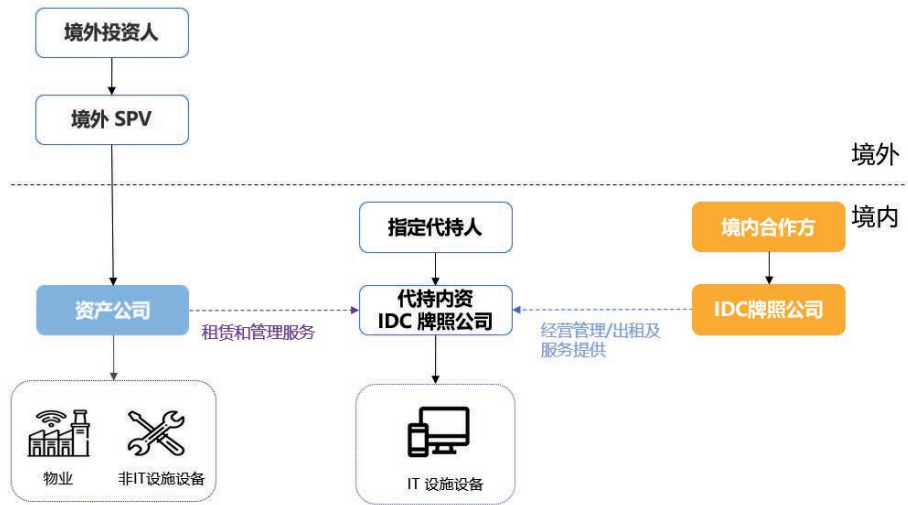 境外投资人
境外 SPV
境外
境内
指定代持人
境内合作方
资产公司
租赁和管理服务
代持内资
IDC 牌照公司
经营管理/出租及
服务提供
IDC牌照公司
物业
非IT设施设备
IT 设施设备